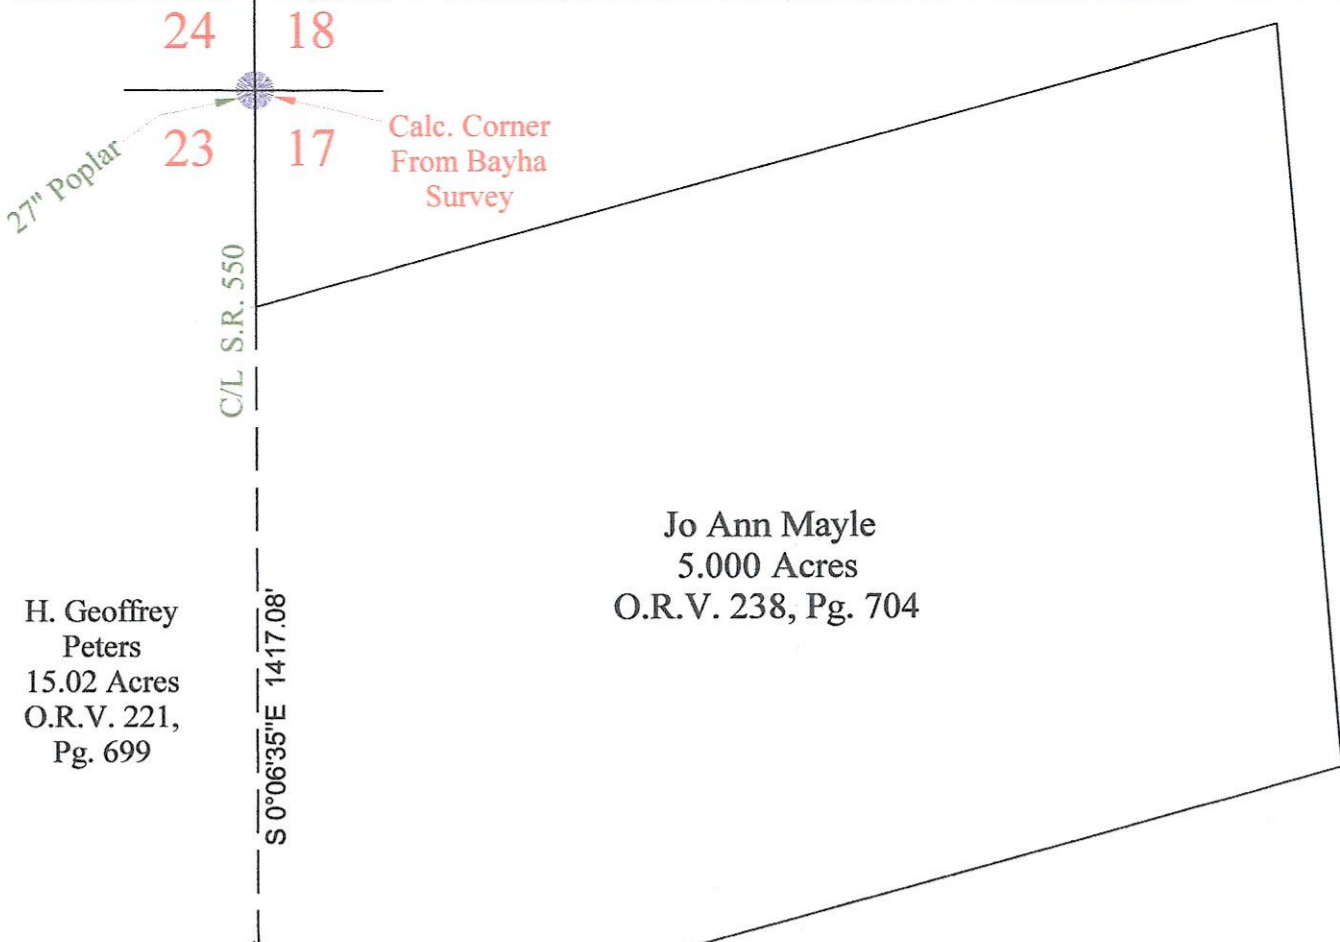 24
18
23
17
27" Poplar
Calc. Corner
From Bayha
Survey
C/L S.R. 550
Jo Ann Mayle
5.000 Acres
O.R.V. 238, Pg. 704
H. Geoffrey
Peters
15.02 Acres
O.R.V. 221,
Pg. 699
S 0°06'35"E 1417.08'